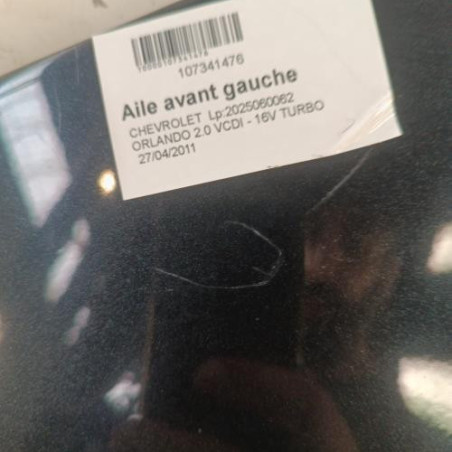 107341476
Aile avant gauche
CHEVROLET Lp:2025060062
ORLANDO 2.0 VCDI - 16V TURBO
27/04/2011